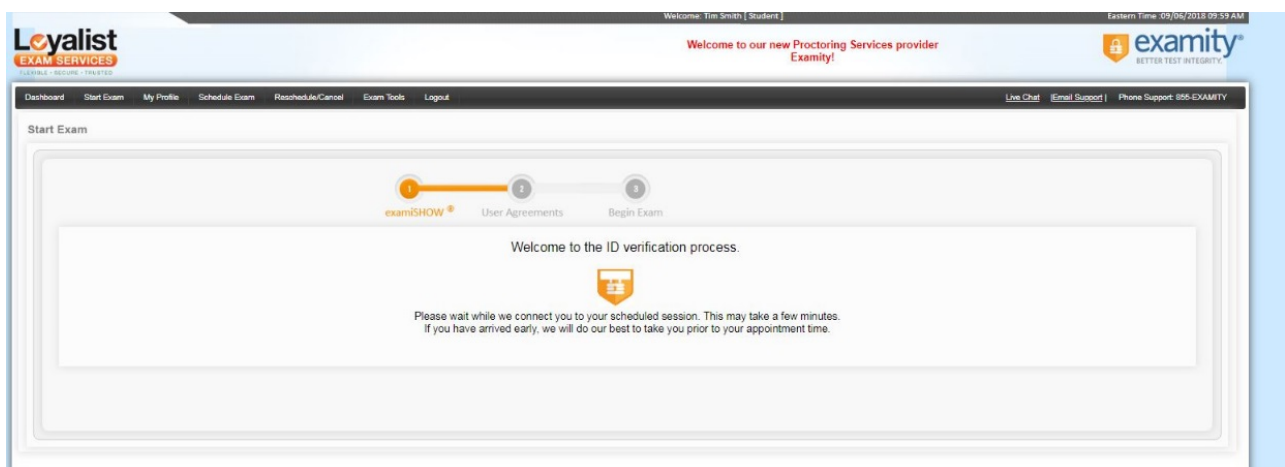 Welcome: Tim Smith [ Student ]
Eastern Time :09/06/2018 09:59 AM
Loyalist
EXAM SERVICES
FLEXIBLE - SECURE - TRUSTED
Welcome to our new Proctoring Services provider
Examity!
examity®
BETTER TEST INTEGRITY.
Dashboard Start Exam My Profile Schedule Exam Reschedule/Cancel Exam Tools Logout
Live Chat |Email Support | Phone Support: 855-EXAMITY
Start Exam
1 2 3
examiSHOW ® User Agreements Begin Exam
Welcome to the ID verification process.
Please wait while we connect you to your scheduled session. This may take a few minutes.
If you have arrived early, we will do our best to take you prior to your appointment time.